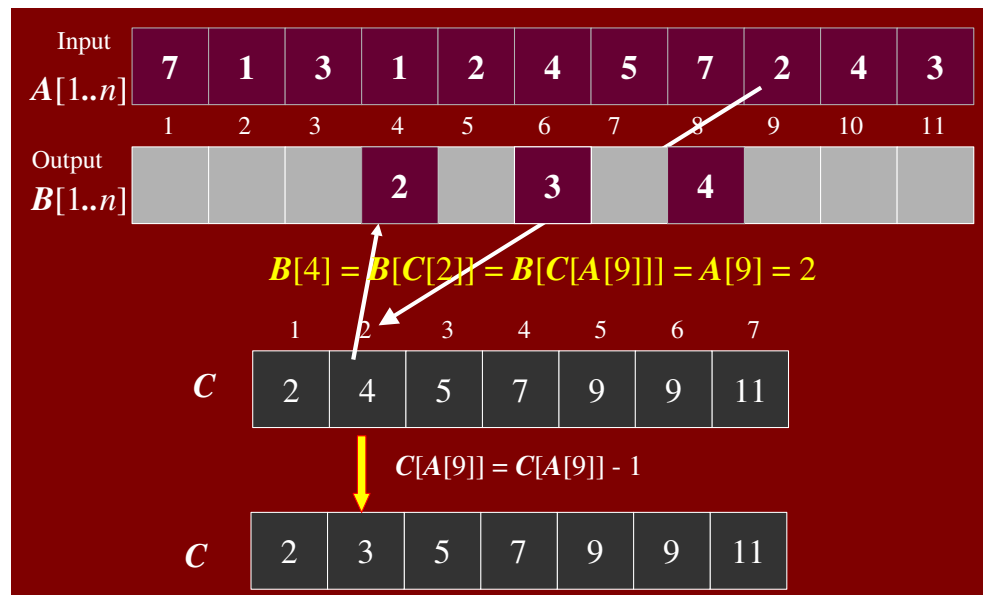 Input
A[1..n] 7 1 3 1 2 4 5 7 2 4 3
1 2 3 4 5 6 7 8 9 10 11
Output
B[1..n] 2 3 4
B[4] = B[C[2]] = B[C[A[9]]] = A[9] = 2
1 2 3 4 5 6 7
C 2 4 5 7 9 9 11
C[A[9]] = C[A[9]] - 1
C 2 3 5 7 9 9 11